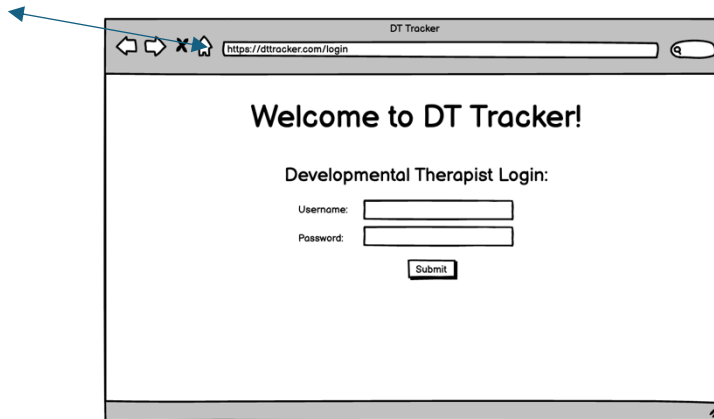 DT Tracker
https://dttracker.com/login
Welcome to DT Tracker!
Developmental Therapist Login:
Username:
Password:
Submit